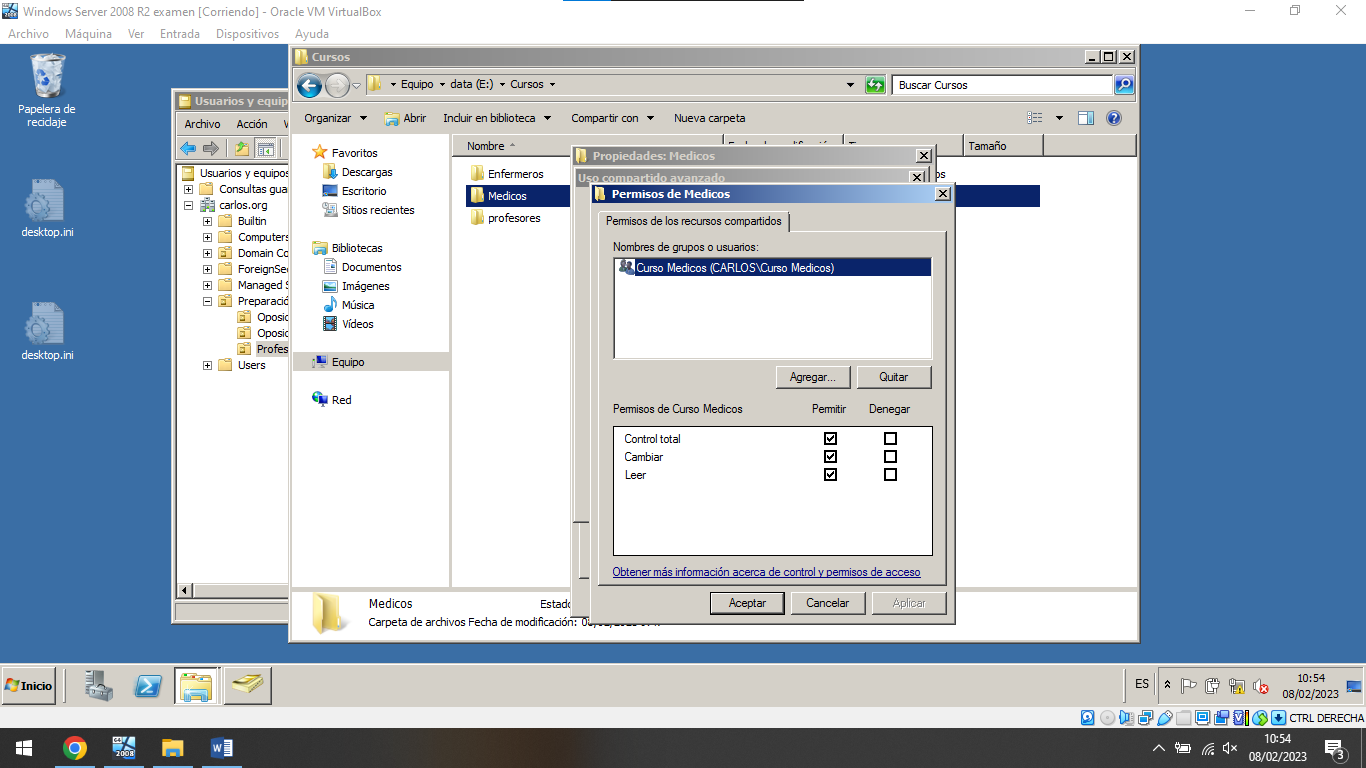 Windows Server 2008 R2 examen [Corriendo] - Oracle VM VirtualBox
Archivo Máquina Ver Entrada Dispositivos Ayuda
Papelera de
reciclaje
desktop.ini
desktop.ini
Usuarios y equip
Archivo Acción
Usuarios y equipos
Consultas gua
carlos.org
Builtin
Computers
Domain Co
ForeignSec
Managed S
Preparació
Oposic
Oposic
Profes
Users
Cursos
Equipo data (E:) Cursos
Buscar Cursos
Organizar Abrir Incluir en biblioteca Compartir con Nueva carpeta
Favoritos
Descargas
Escritorio
Sitios recientes
Bibliotecas
Documentos
Imágenes
Música
Vídeos
Equipo
Red
Nombre Tamaño
Enfermeros
Medicos
profesores
Medicos Estado
Carpeta de archivos Fecha de modificación:
Propiedades: Medicos
Uso compartido avanzado
Permisos de Medicos
Permisos de los recursos compartidos
Nombres de grupos o usuarios:
Curso Medicos (CARLOS\Curso Medicos)
Agregar... Quitar
Permisos de Curso Medicos Permitir Denegar
Control total
Cambiar
Leer
Obtener más información acerca de control y permisos de acceso
Aceptar Cancelar Aplicar
Inicio
ES
10:54
08/02/2023
CTRL DERECHA
64 2008
10:54
08/02/2023
3